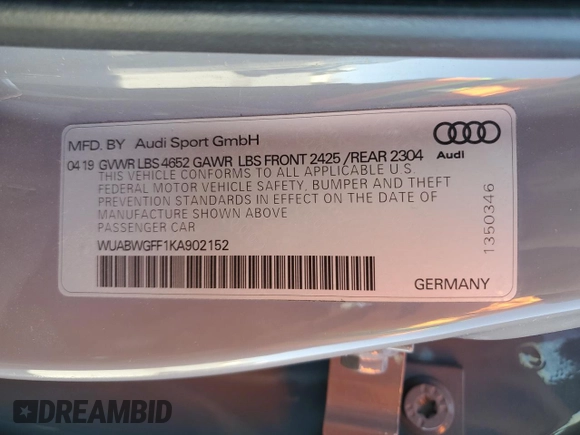 MFD. BY Audi Sport GmbH
04 19 GVWR LBS 4652 GAWR LBS FRONT 2425 /REAR 2304
THIS VEHICLE CONFORMS TO ALL APPLICABLE U.S.
FEDERAL MOTOR VEHICLE SAFETY, BUMPER AND THEFT
PREVENTION STANDARDS IN EFFECT ON THE DATE OF
MANUFACTURE SHOWN ABOVE
PASSENGER CAR
WUABWGFF1KA902152
Audi
1350346
GERMANY
DREAMBID